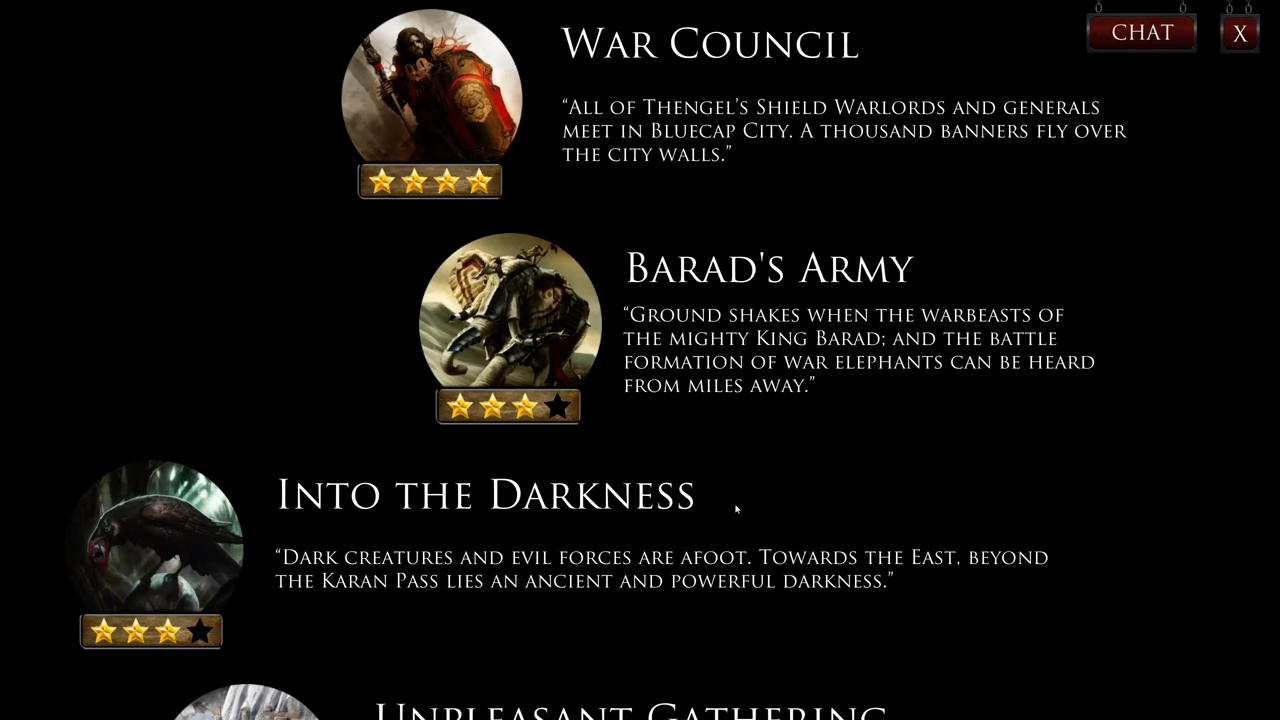 WAR COUNCIL
CHAT
X
“ALL OF THENGEL’S SHIELD WARLORDS AND GENERALS
MEET IN BLUECAP CITY. A THOUSAND BANNERS FLY OVER
THE CITY WALLS.”
BARAD'S ARMY
“GROUND SHAKES WHEN THE WARBEASTS OF
THE MIGHTY KING BARAD; AND THE BATTLE
FORMATION OF WAR ELEPHANTS CAN BE HEARD
FROM MILES AWAY.”
INTO THE DARKNESS
“DARK CREATURES AND EVIL FORCES ARE AFOOT. TOWARDS THE EAST, BEYOND
THE KARAN PASS LIES AN ANCIENT AND POWERFUL DARKNESS.”
UNPLEASANT GATHERING